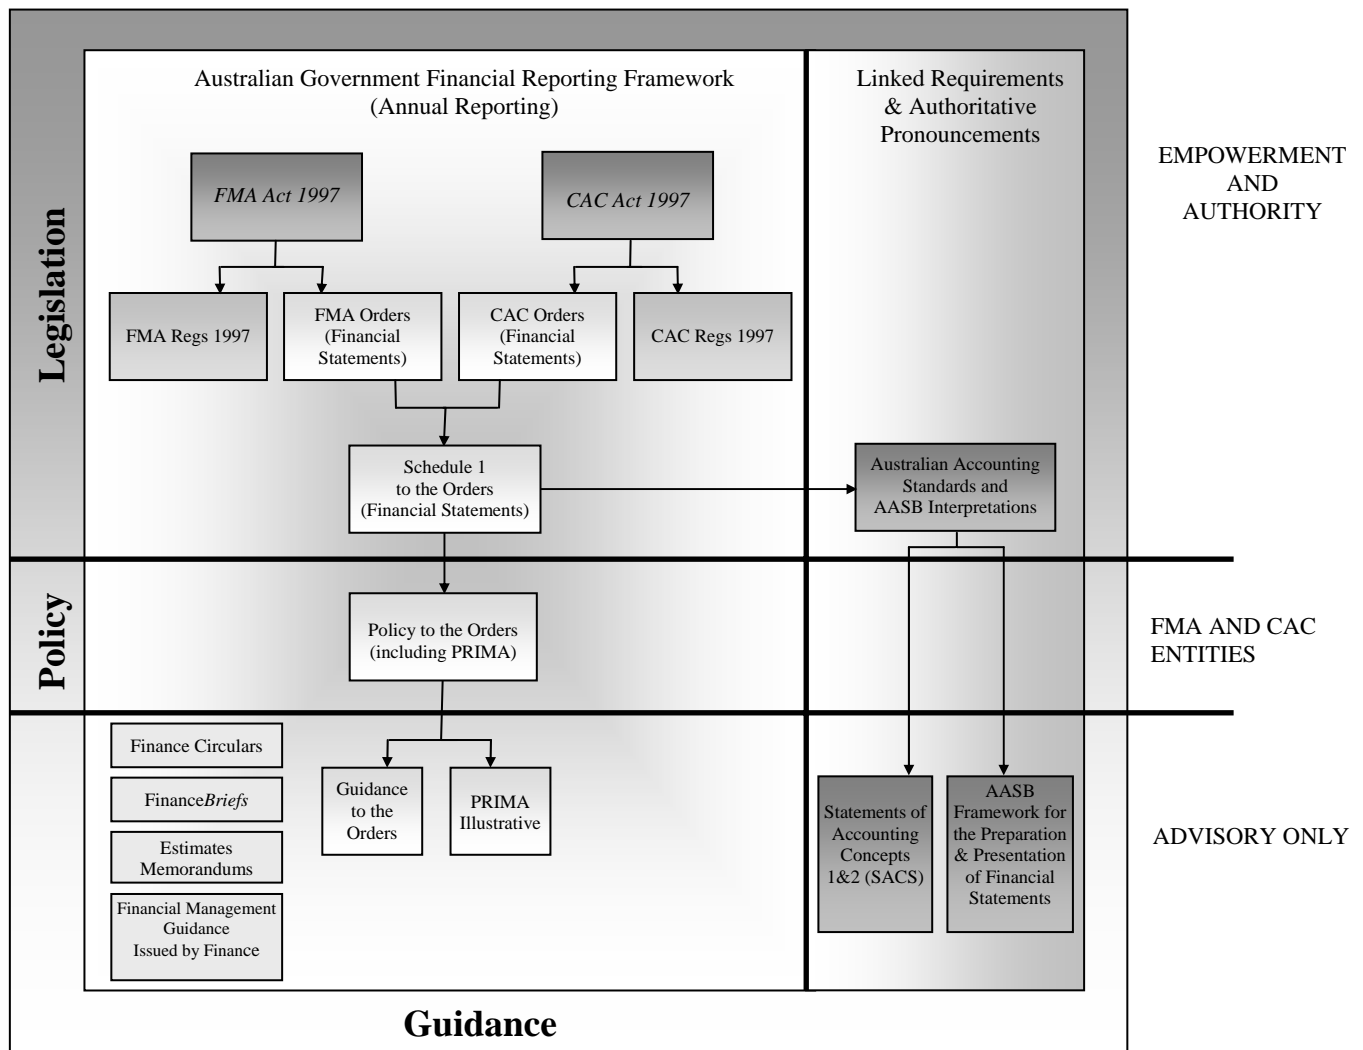 Australian Government Financial Reporting Framework
(Annual Reporting)
Linked Requirements
& Authoritative
Pronouncements
EMPOWERMENT
AND
AUTHORITY
Legislation
FMA Act 1997
CAC Act 1997
FMA Regs 1997
FMA Orders
(Financial
Statements)
CAC Orders
(Financial
Statements)
CAC Regs 1997
Schedule 1
to the Orders
(Financial Statements)
Australian Accounting
Standards and
AASB Interpretations
Policy
Policy to the Orders
(including PRIMA)
FMA AND CAC
ENTITIES
Finance Circulars
FinanceBriefs
Estimates
Memorandums
Financial Management
Guidance
Issued by Finance
Guidance
to the
Orders
PRIMA
Illustrative
Statements of
Accounting
Concepts
1&2 (SACS)
AASB
Framework for
the Preparation
& Presentation
of Financial
Statements
ADVISORY ONLY
Guidance